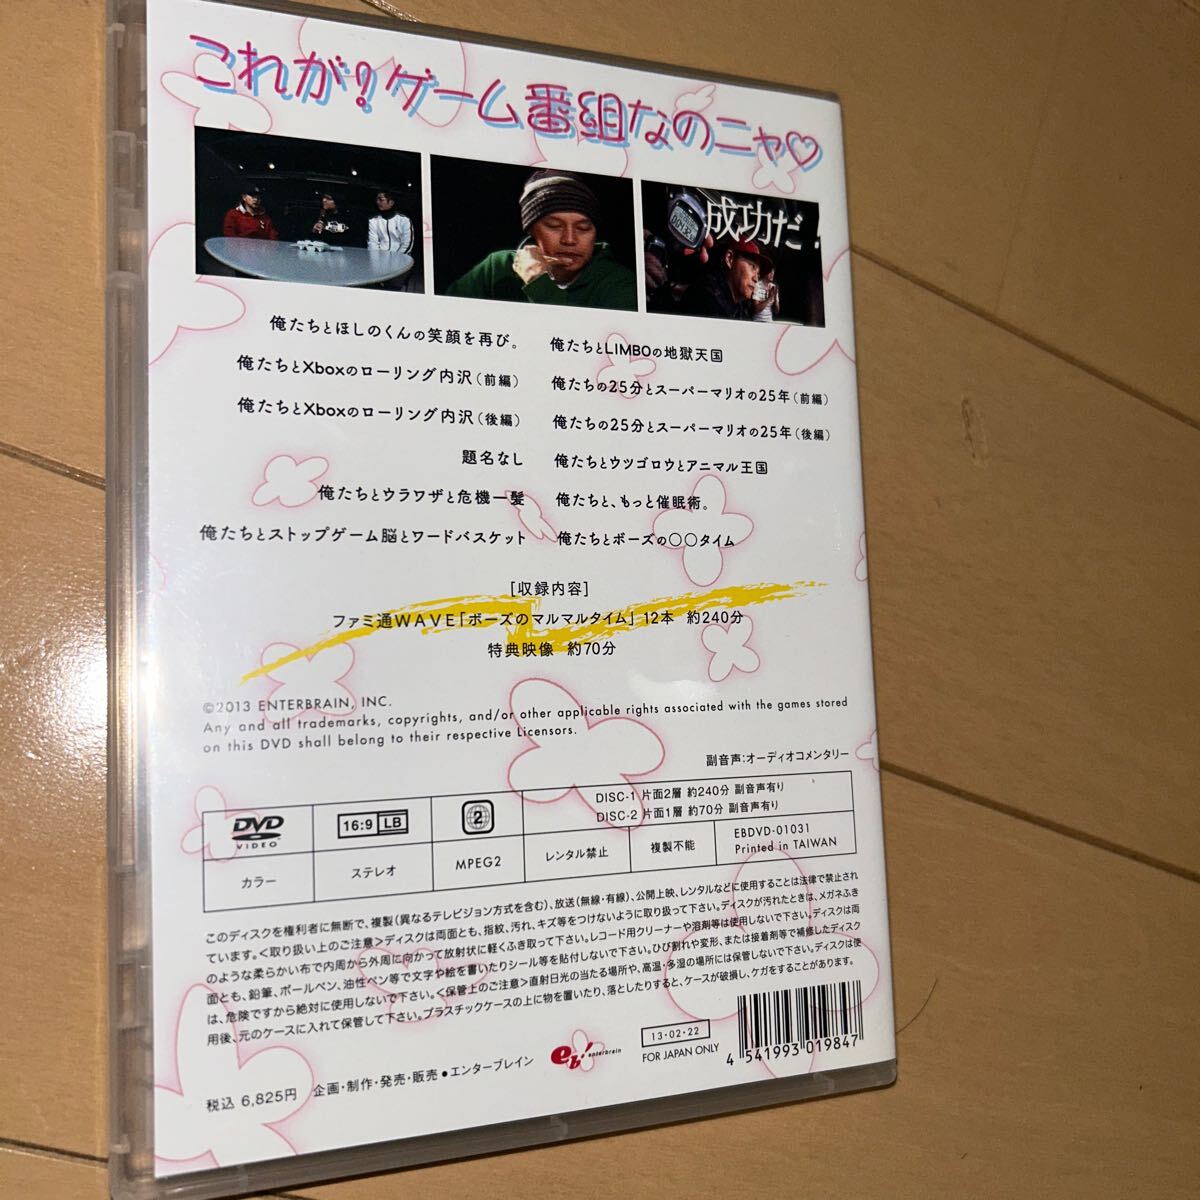 これが?ゲーム番組なのニャ♡
成功だ!
俺たちとほしのくんの笑顔を再び。
俺たちとXboxのローリング内沢(前編)
俺たちとXboxのローリング内沢(後編)
題名なし
俺たちとウラワザと危機一髪
俺たちとストップゲーム脳とワードバスケット
俺たちとLIMBOの地獄天国
俺たちの25分とスーパーマリオの25年(前編)
俺たちの25分とスーパーマリオの25年(後編)
俺たちとウツゴロウとアニマル王国
俺たちと、もっと催眠術。
俺たちとボーズの〇〇タイム
[収録内容]
ファミ通WAVE「ボーズのマルマルタイム」12本 約240分
特典映像 約70分
©2013 ENTERBRAIN, INC.
Any and all trademarks, copyrights, and/or other applicable rights associated with the games stored
on this DVD shall belong to their respective Licensors.
副音声:オーディオコメンタリー
DVD VIDEO
16:9 LB
2
DISC-1 片面2層 約240分 副音声有り
DISC-2 片面1層 約70分 副音声有り
カラー
ステレオ
MPEG2
レンタル禁止
複製不能
EBDVD-01031
Printed in TAIWAN
このディスクを権利者に無断で、複製(異なるテレビジョン方式を含む)、放送(無線・有線)、公開上映、レンタルなどに使用することは法律で禁止され
ています。<取り扱い上のご注意>ディスクは両面とも、指紋、汚れ、キズ等をつけないように取り扱って下さい。ディスクが汚れたときは、メガネふき
のような柔らかい布で内周から外周に向かって放射状に軽くふき取って下さい。レコード用クリーナーや溶剤等は使用しないで下さい。ディスクは両
面とも、鉛筆、ボールペン、油性ペン等で文字や絵を書いたりシール等を貼付しないで下さい。ひび割れや変形、または接着剤等で補修したディスク
は、危険ですから絶対に使用しないで下さい。<保管上のご注意>直射日光の当たる場所や、高温・多湿の場所には保管しないで下さい。ディスクは使
用後、元のケースに入れて保管して下さい。プラスチックケースの上に物を置いたり、落としたりすると、ケースが破損し、ケガをすることがあります。
税込 6,825円 企画・制作・発売・販売●エンターブレイン
eb! enterbrain
13・02・22
FOR JAPAN ONLY
4 541993 019847